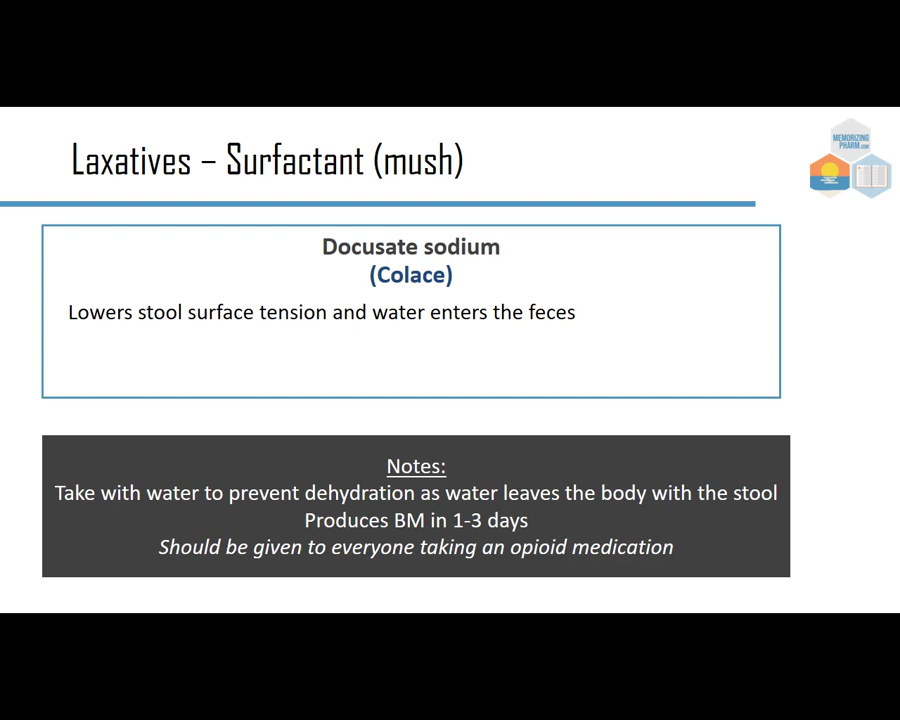 Laxatives – Surfactant (mush)
MEMORIZING
PHARM.COM
Docusate sodium
(Colace)
Lowers stool surface tension and water enters the feces
Notes:
Take with water to prevent dehydration as water leaves the body with the stool
Produces BM in 1-3 days
Should be given to everyone taking an opioid medication